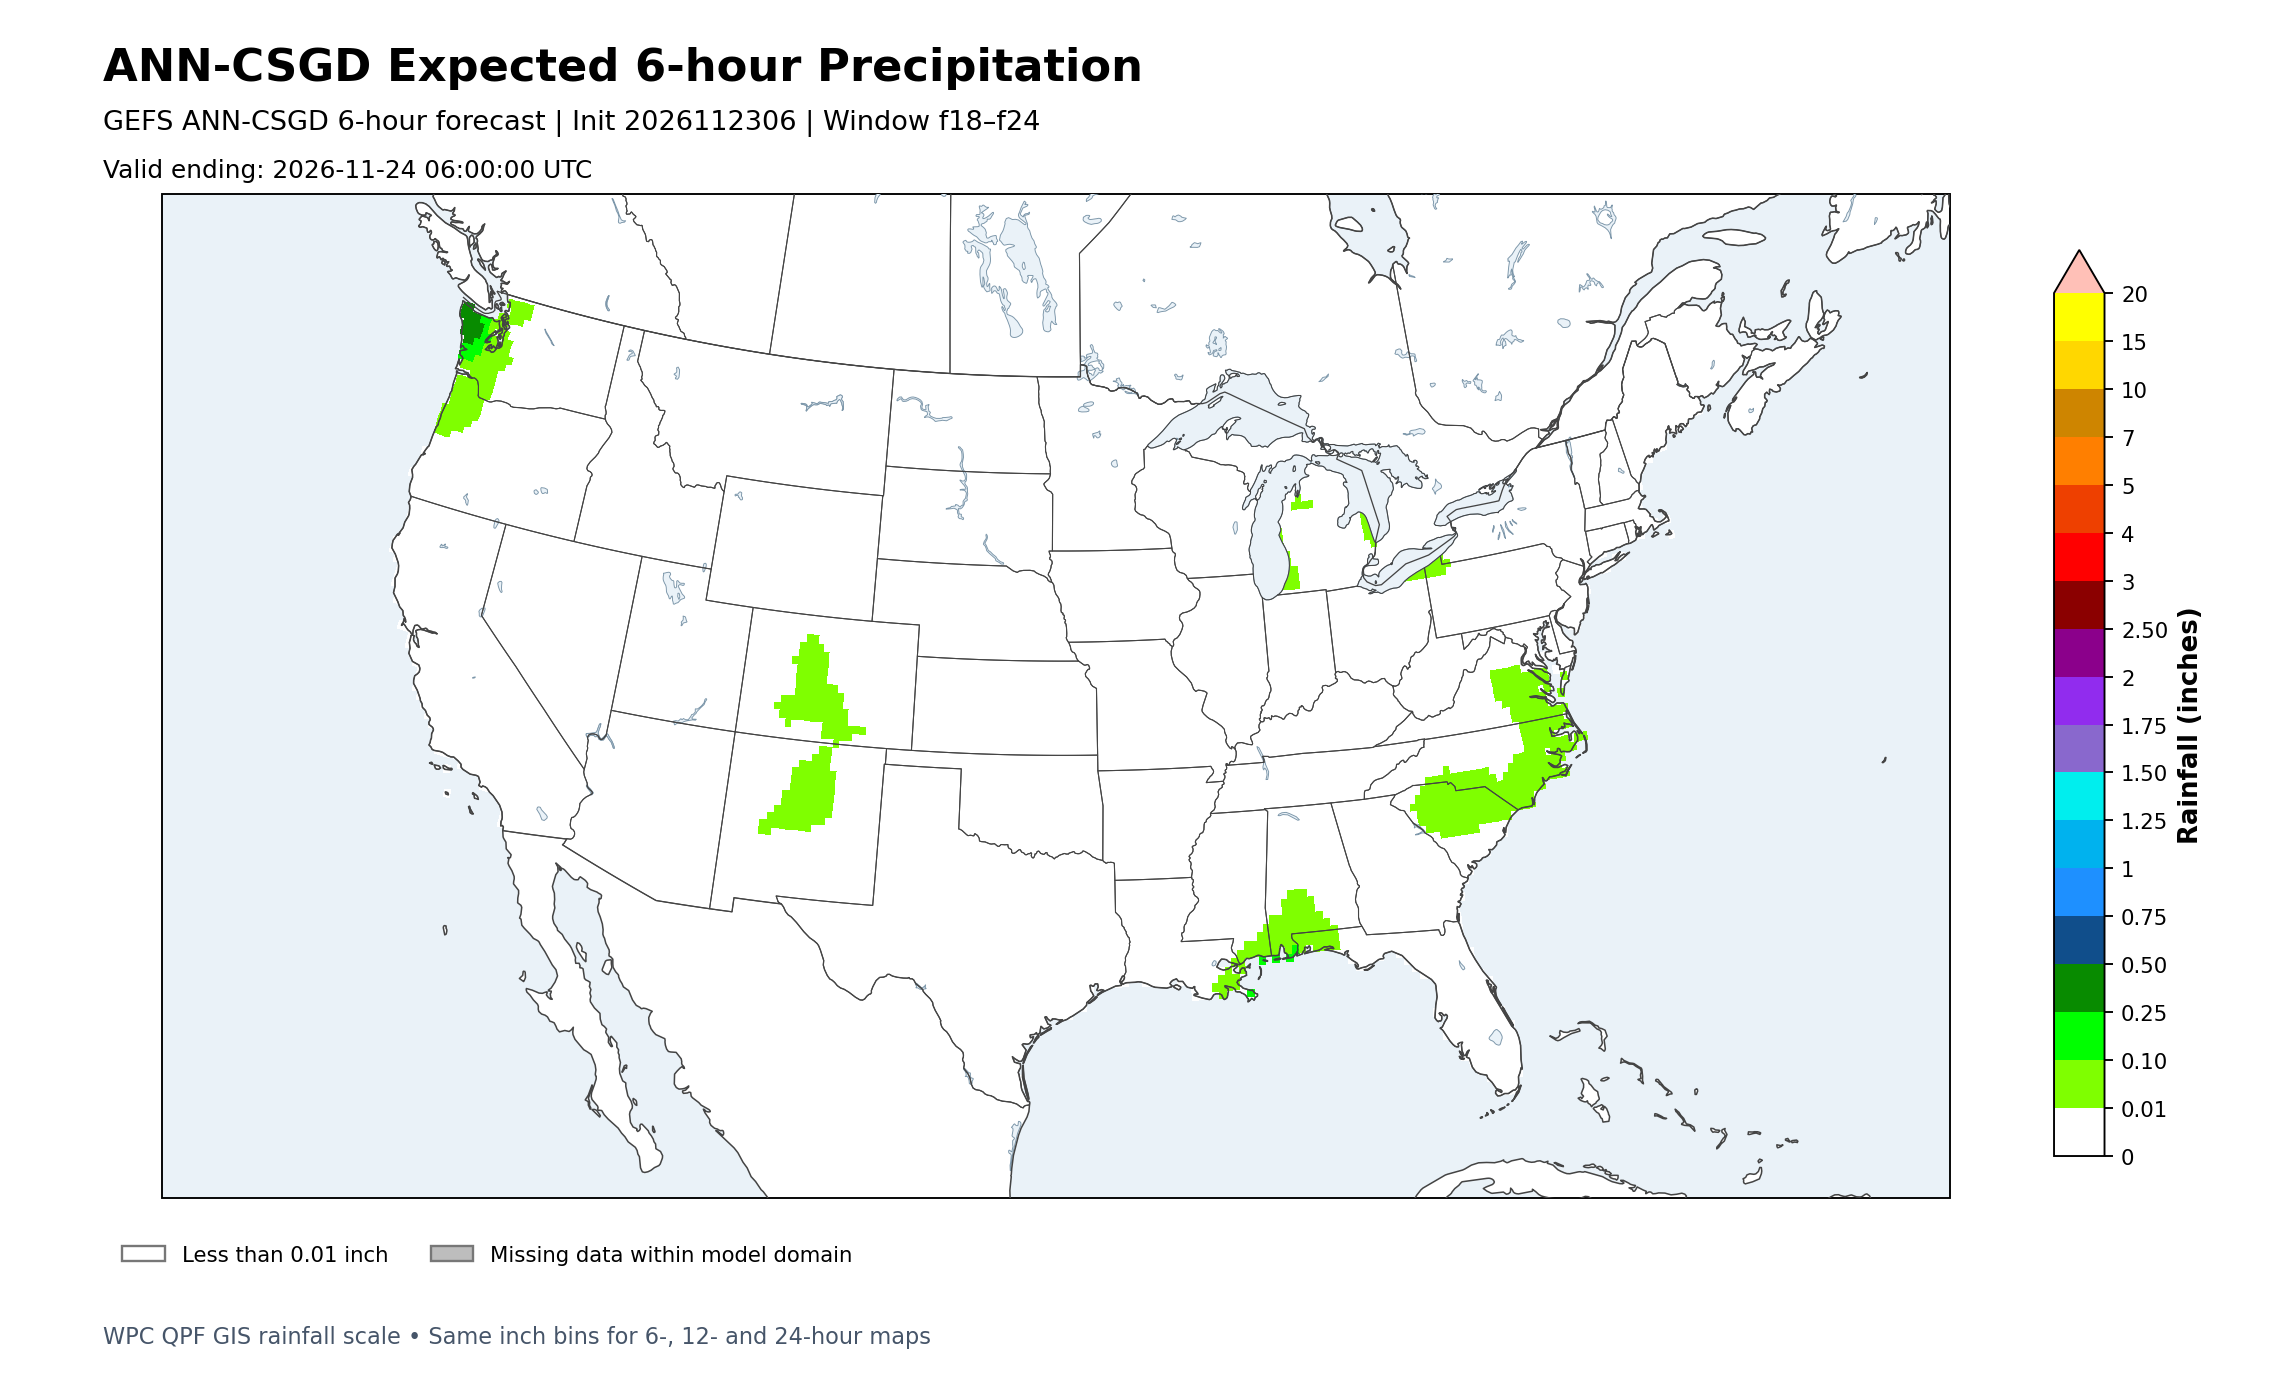 ANN-CSGD Expected 6-hour Precipitation
GEFS ANN-CSGD 6-hour forecast | Init 2026112306 | Window f18–f24
Valid ending: 2026-11-24 06:00:00 UTC
20
15
10
7
5
4
3
2.50
2
1.75
1.50
1.25
1
0.75
0.50
0.25
0.10
0.01
0
Rainfall (inches)
Less than 0.01 inch
Missing data within model domain
WPC QPF GIS rainfall scale • Same inch bins for 6-, 12- and 24-hour maps